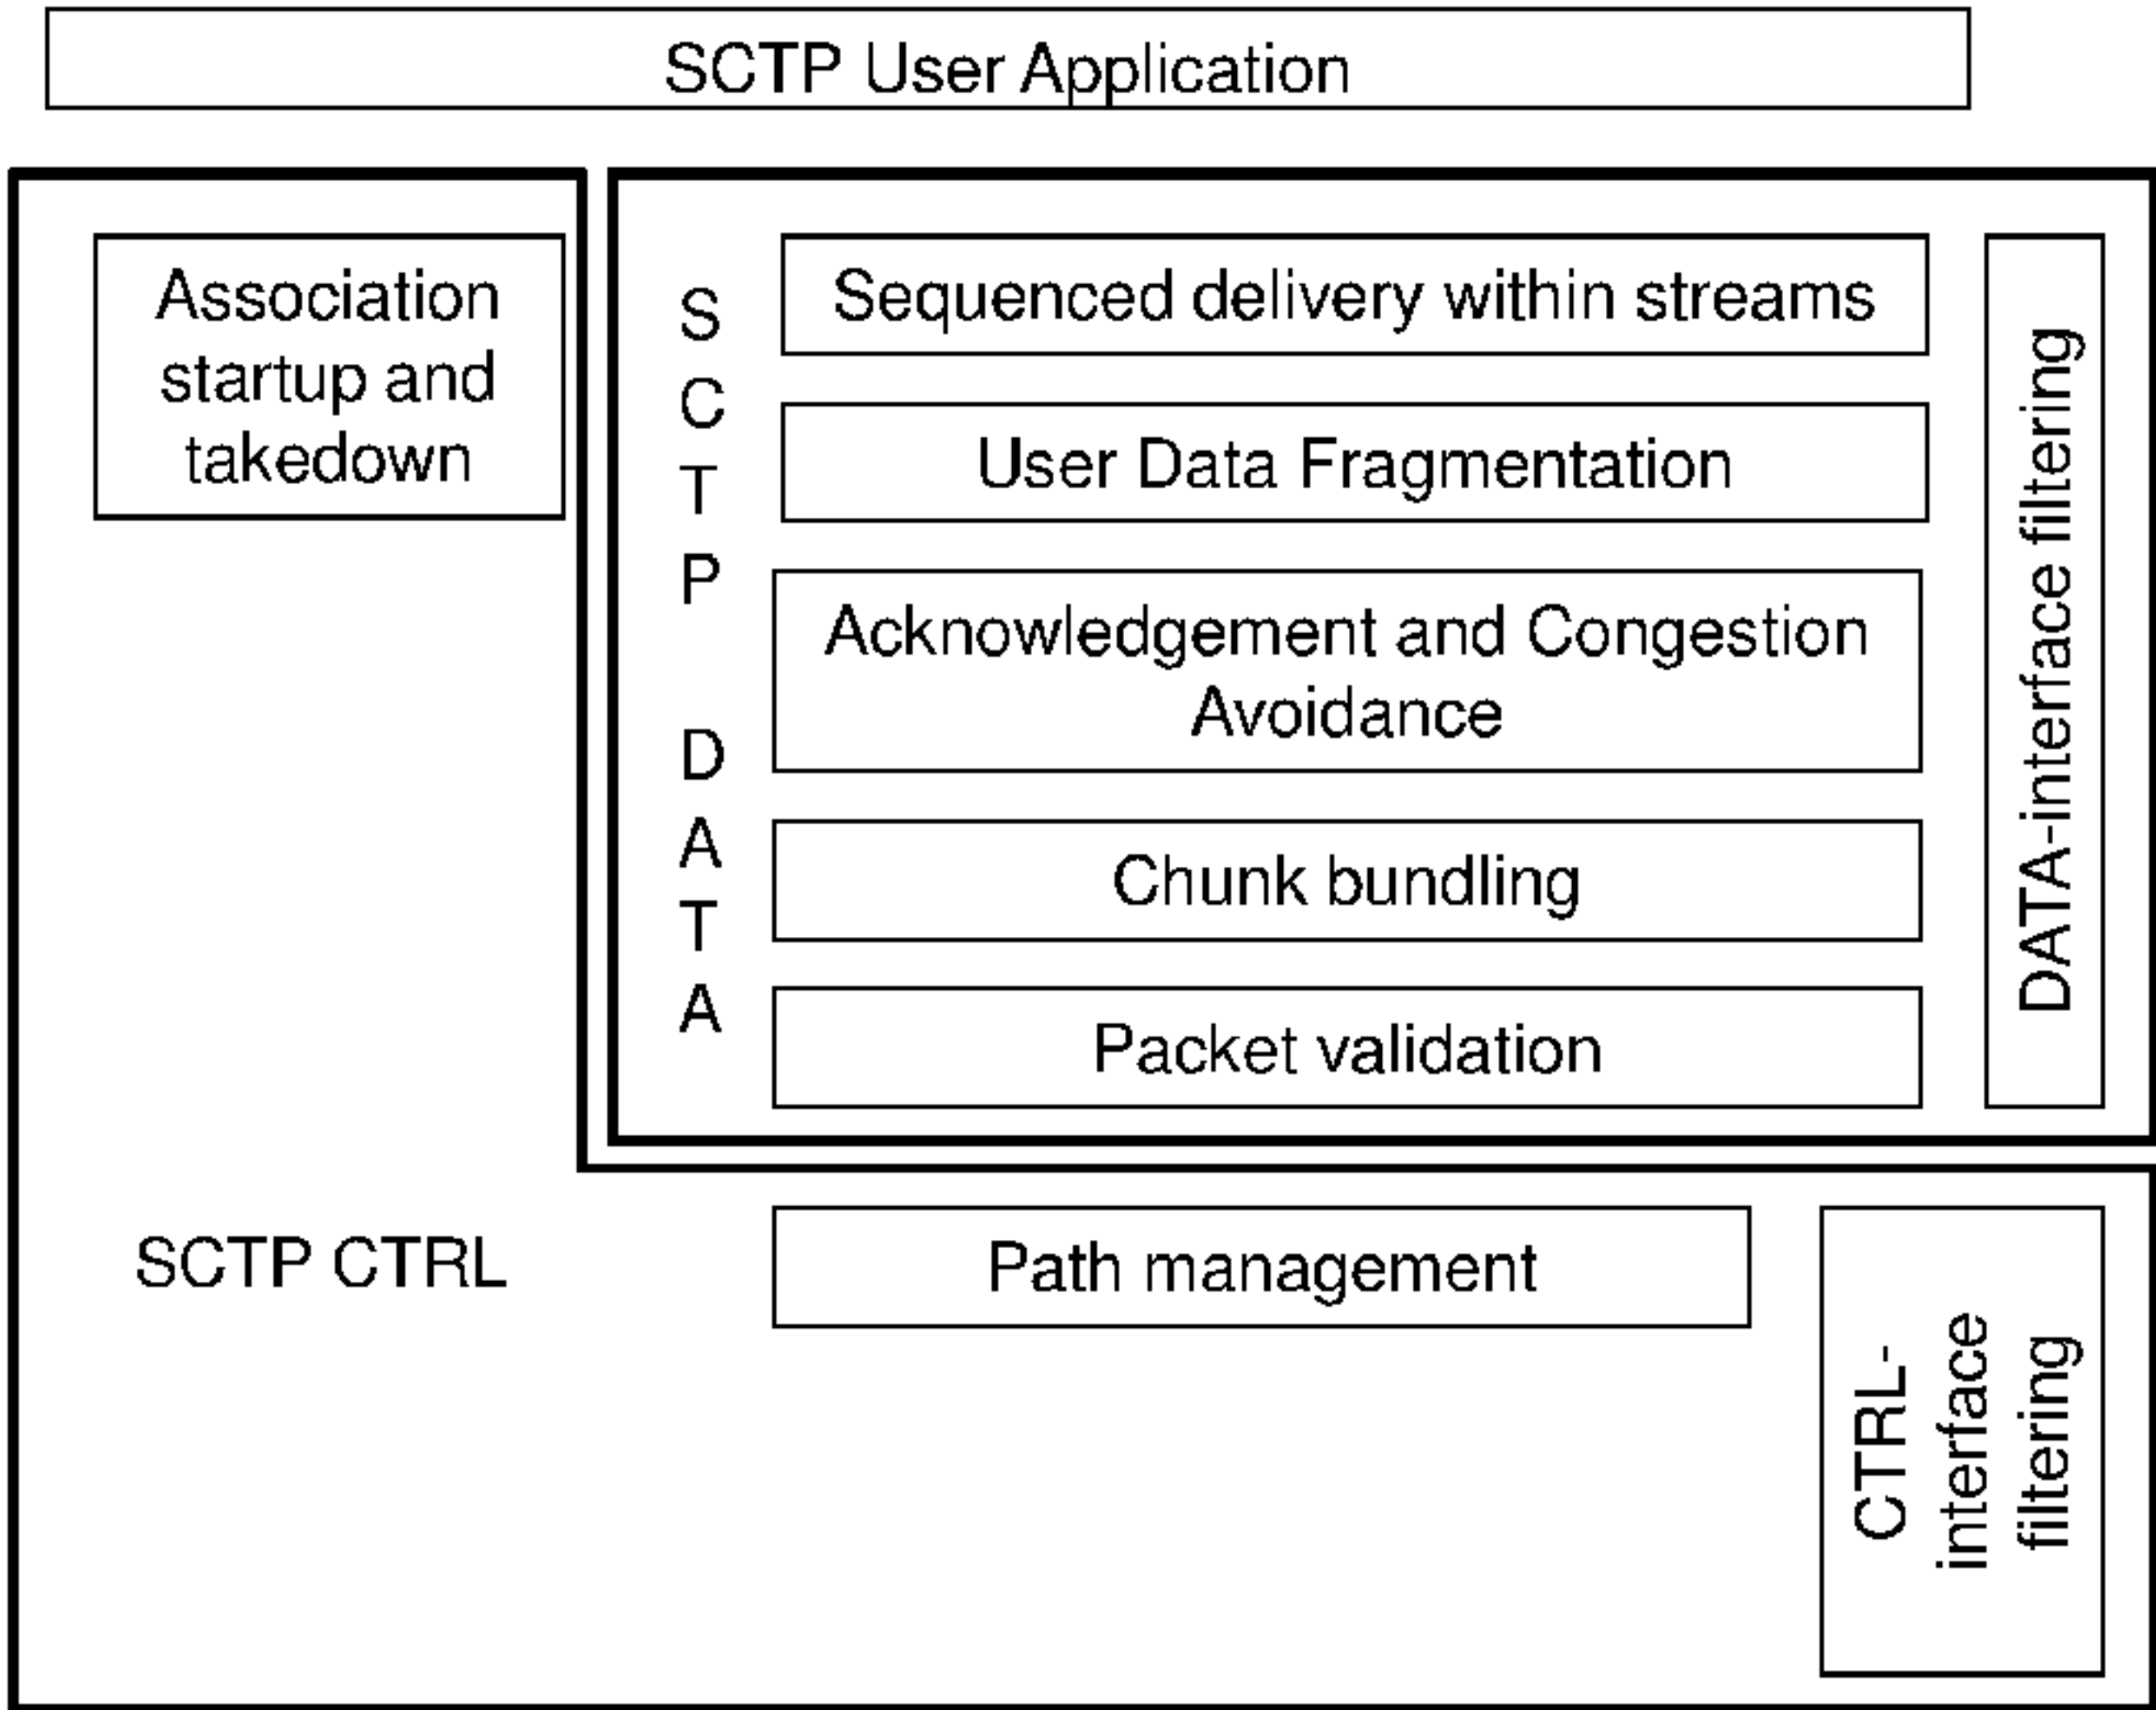 SCTP User Application
Association
startup and
takedown
S
C
T
P
D
A
T
A
Sequenced delivery within streams
User Data Fragmentation
Acknowledgement and Congestion
Avoidance
Chunk bundling
Packet validation
DATA-interface filtering
SCTP CTRL
Path management
CTRL-
interface
filtering